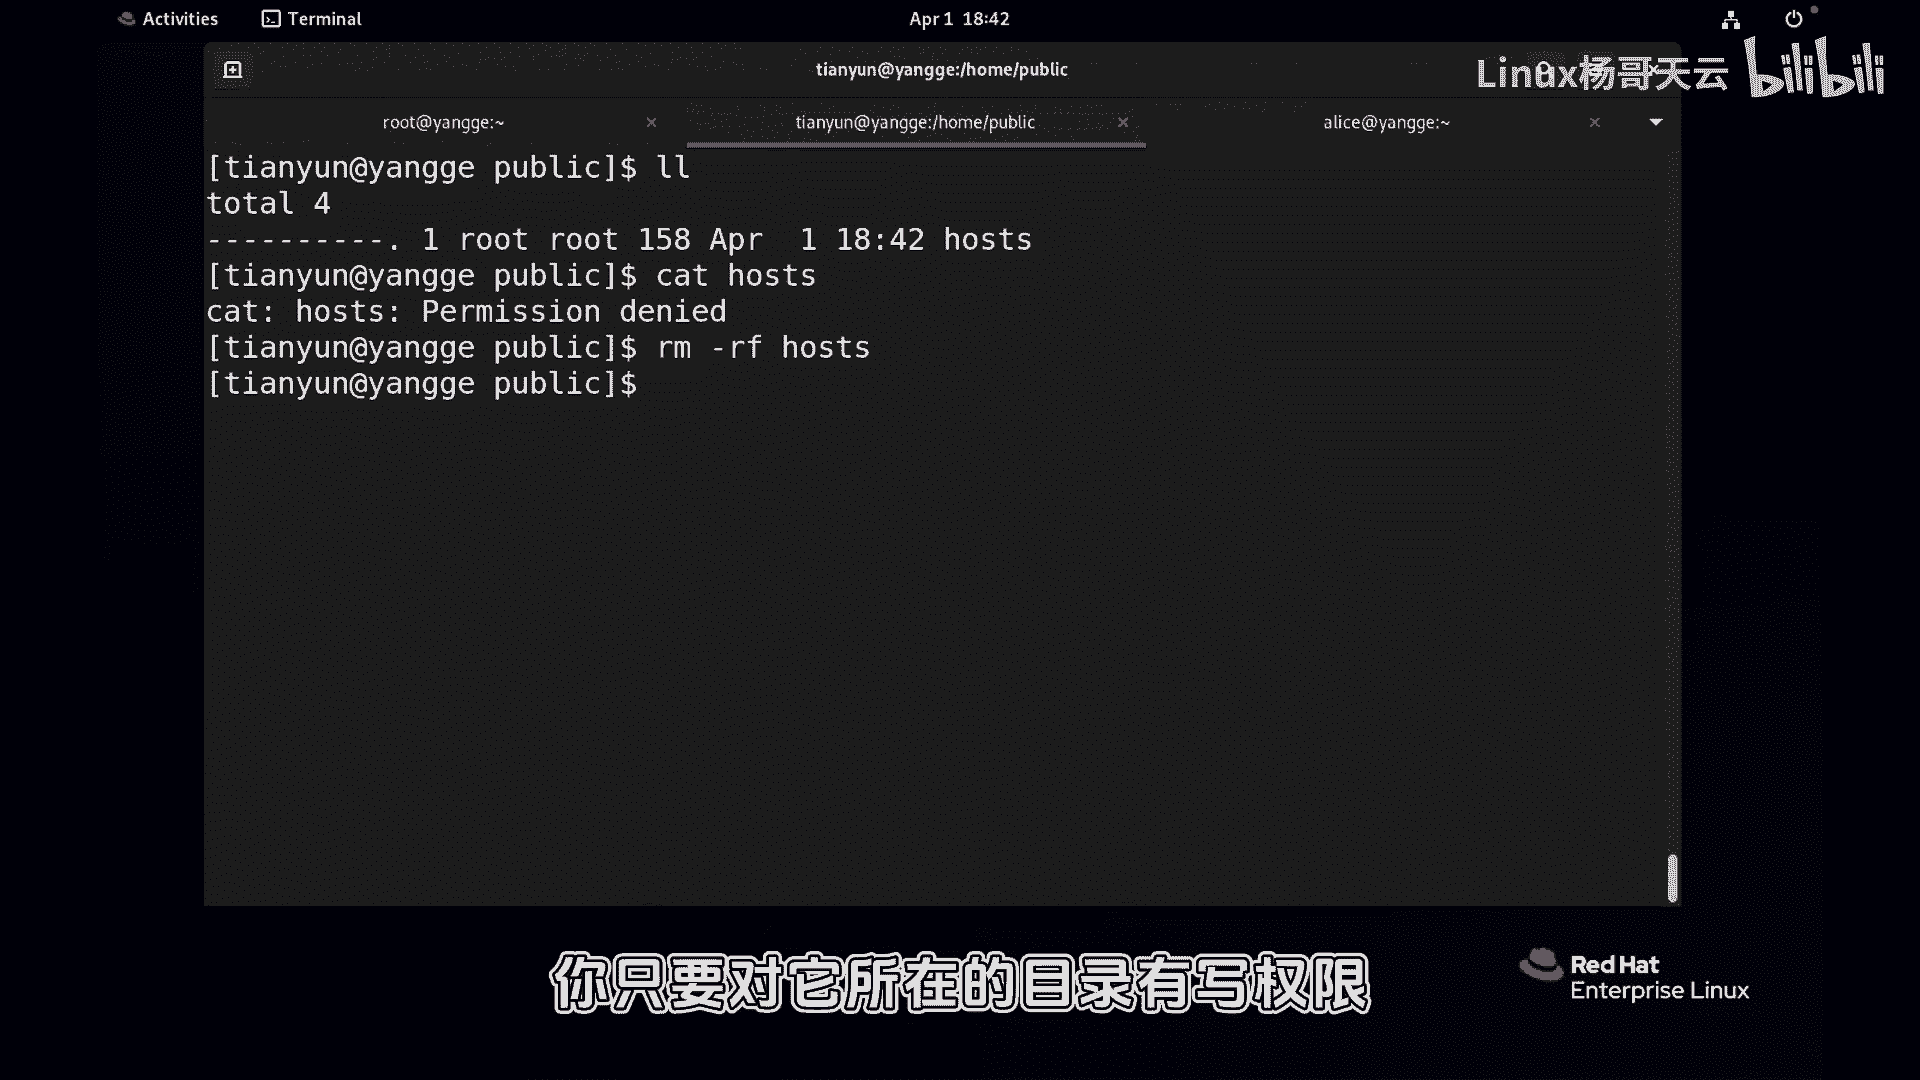 Activities Terminal Apr 1 18:42
tianyun@yangge:/home/public
Linux杨哥天云 bilibili
root@yangge:~ tianyun@yangge:/home/public alice@yangge:~
[tianyun@yangge public]$ ll
total 4
----------. 1 root root 158 Apr  1 18:42 hosts
[tianyun@yangge public]$ cat hosts
cat: hosts: Permission denied
[tianyun@yangge public]$ rm -rf hosts
[tianyun@yangge public]$
你只要对它所在的目录有写权限
Red Hat
Enterprise Linux